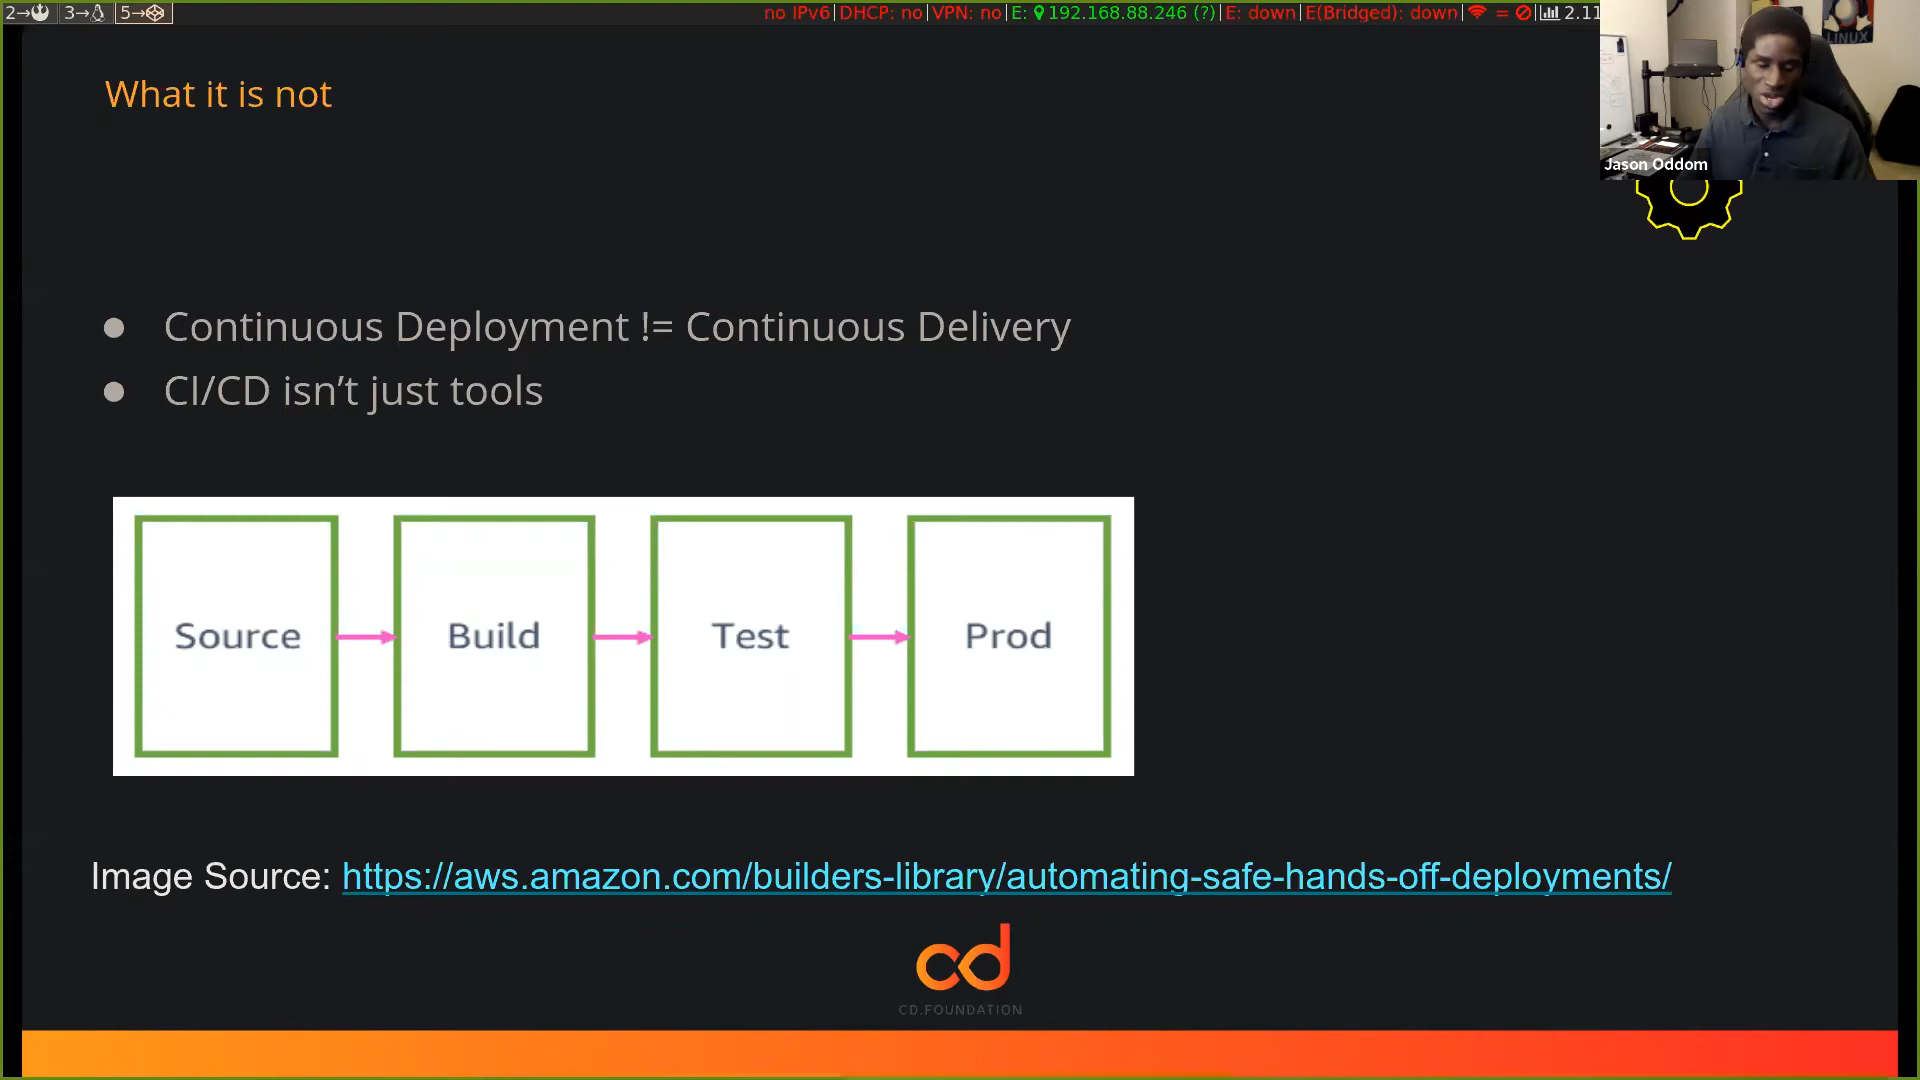 2→ 3→ 5→ no IPv6|DHCP: no|VPN: no|E: 192.168.88.246 (?)|E: down|E(Bridged): down| = | 2.11
LINUX
What it is not
Jason Oddom
● Continuous Deployment != Continuous Delivery
● CI/CD isn’t just tools
Source Build Test Prod
Image Source: https://aws.amazon.com/builders-library/automating-safe-hands-off-deployments/
cd
CD.FOUNDATION